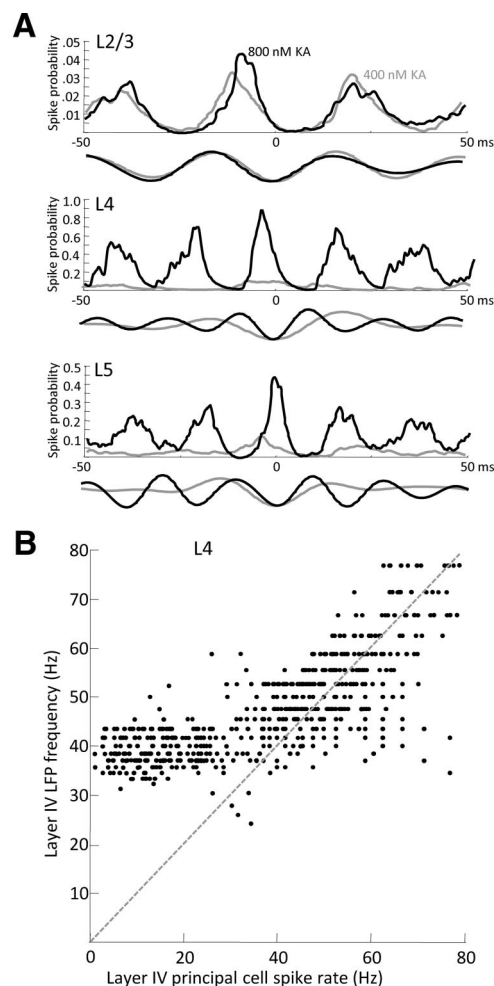 A
L2/3
800 nM KA
400 nM KA
Spike probability
.05
.04
.03
.02
.01
-50
0
50 ms
L4
Spike probability
1.0
0.8
0.6
0.4
0.2
-50
0
50 ms
L5
Spike probability
0.5
0.4
0.3
0.2
0.1
-50
0
50 ms
B
L4
Layer IV LFP frequency (Hz)
80
70
60
50
40
30
20
10
0 20 40 60 80
Layer IV principal cell spike rate (Hz)